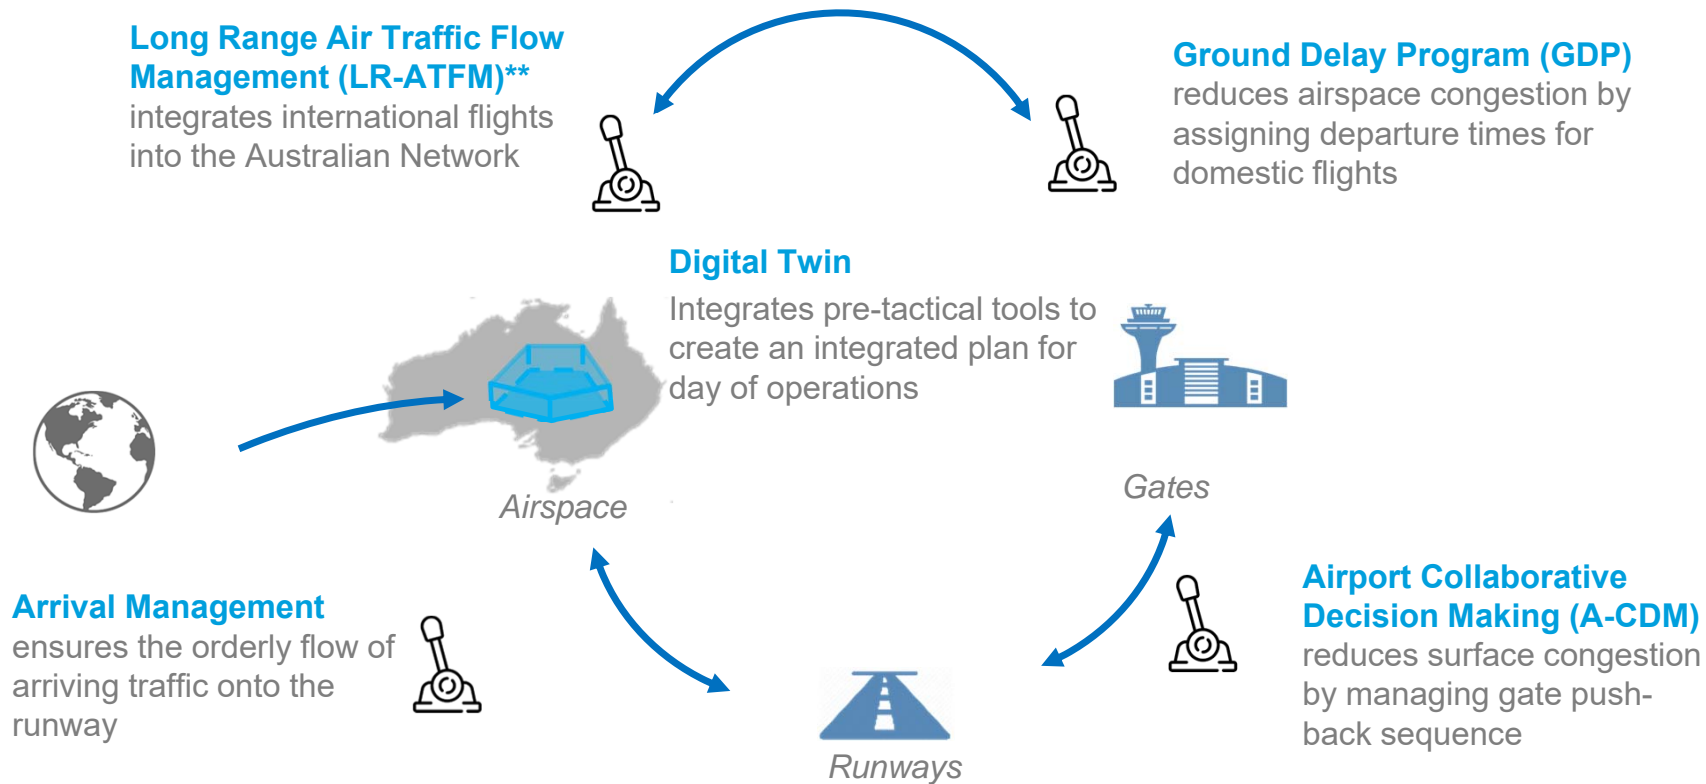 Long Range Air Traffic Flow
Management (LR-ATFM)**
integrates international flights
into the Australian Network
Ground Delay Program (GDP)
reduces airspace congestion by
assigning departure times for
domestic flights
Digital Twin
Integrates pre-tactical tools to
create an integrated plan for
day of operations
Airspace
Gates
Arrival Management
ensures the orderly flow of
arriving traffic onto the
runway
Airport Collaborative
Decision Making (A-CDM)
reduces surface congestion
by managing gate push-
back sequence
Runways